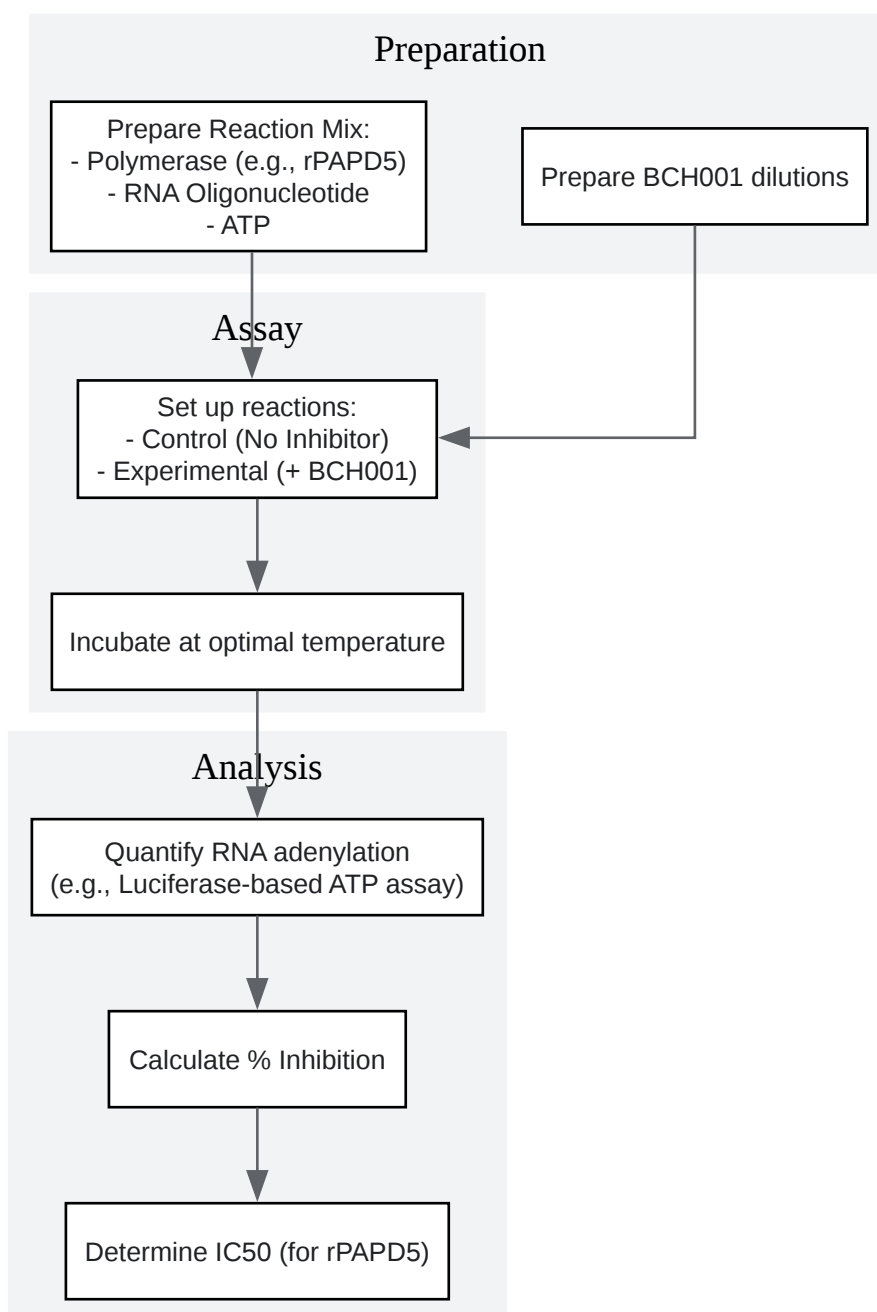 Preparation
Prepare Reaction Mix:
- Polymerase (e.g., rPAPD5)
- RNA Oligonucleotide
- ATP
Prepare BCH001 dilutions
Assay
Set up reactions:
- Control (No Inhibitor)
- Experimental (+ BCH001)
Incubate at optimal temperature
Analysis
Quantify RNA adenylation
(e.g., Luciferase-based ATP assay)
Calculate % Inhibition
Determine IC50 (for rPAPD5)